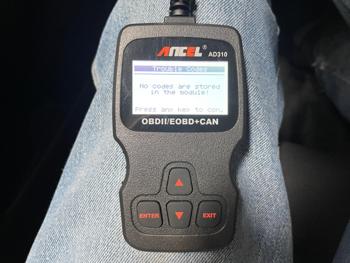 ANCEL
AD310
Trouble Codes
No codes are stored
in the module!
Press any key to con.
OBDII/EOBD+CAN
ENTER
EXIT